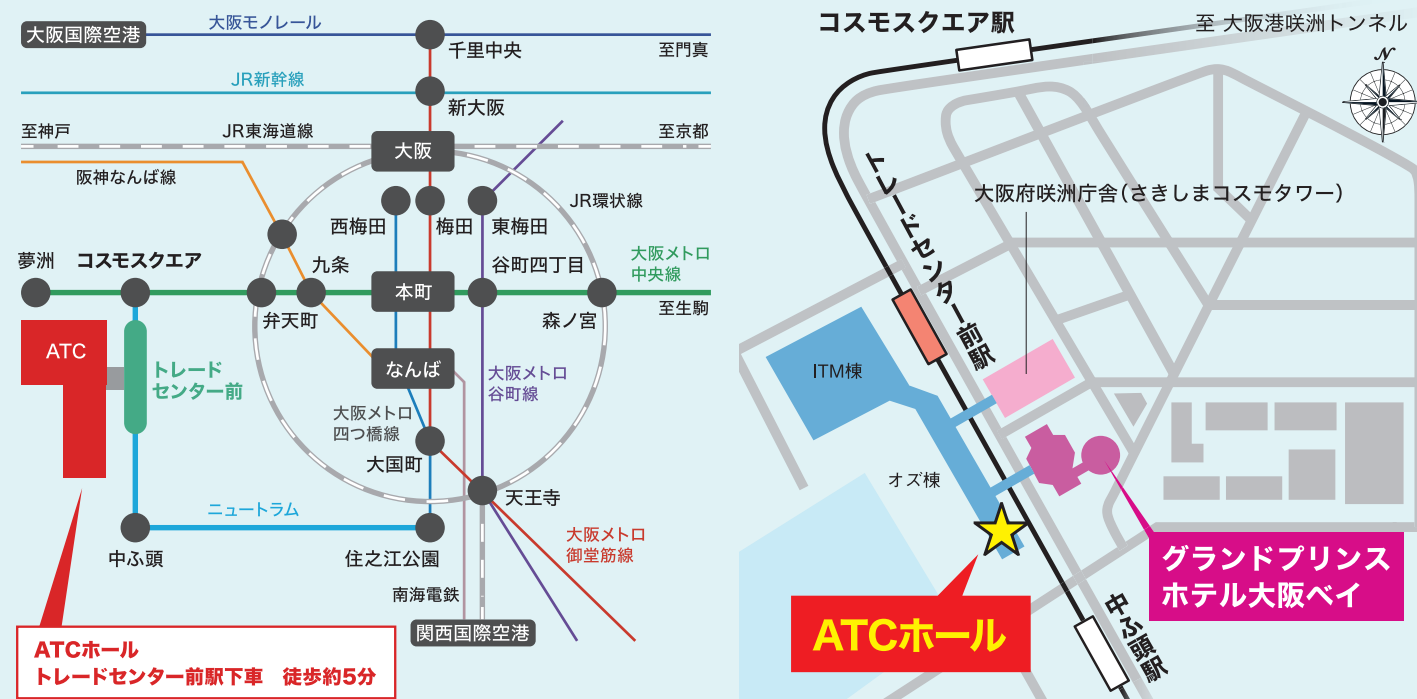 大阪国際空港
大阪モノレール
千里中央
至門真
JR新幹線
新大阪
至神戸
JR東海道線
大阪
至京都
阪神なんば線
JR環状線
西梅田
梅田
東梅田
夢洲
コスモスクエア
九条
本町
谷町四丁目
大阪メトロ
中央線
弁天町
森ノ宮
至生駒
ATC
トレード
センター前
なんば
大阪メトロ
谷町線
大阪メトロ
四つ橋線
大国町
天王寺
ニュートラム
中ふ頭
住之江公園
大阪メトロ
御堂筋線
南海電鉄
関西国際空港
ATCホール
トレードセンター前駅下車　徒歩約5分
コスモスクエア駅
至 大阪港咲洲トンネル
N
トレードセンター前駅
大阪府咲洲庁舎(さきしまコスモタワー)
ITM棟
オズ棟
グランドプリンス
ホテル大阪ベイ
ATCホール
中ふ頭駅